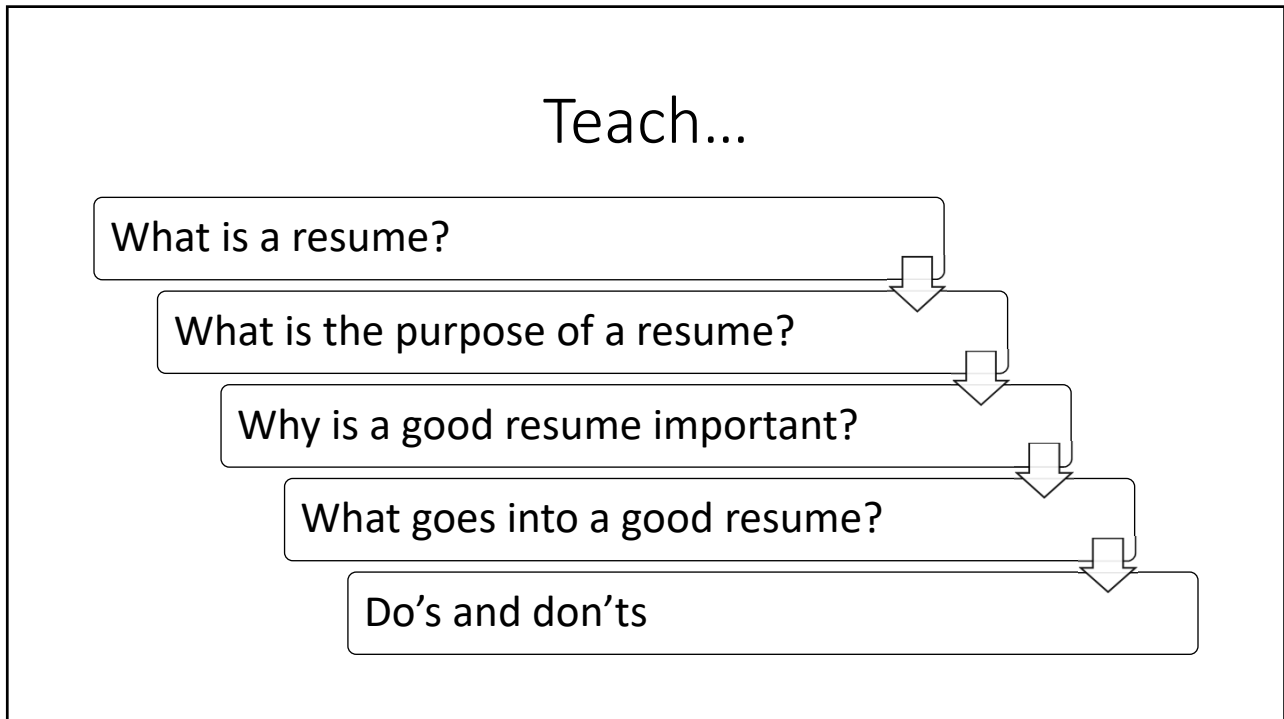 Teach…
What is a resume?
What is the purpose of a resume?
Why is a good resume important?
What goes into a good resume?
Do’s and don’ts